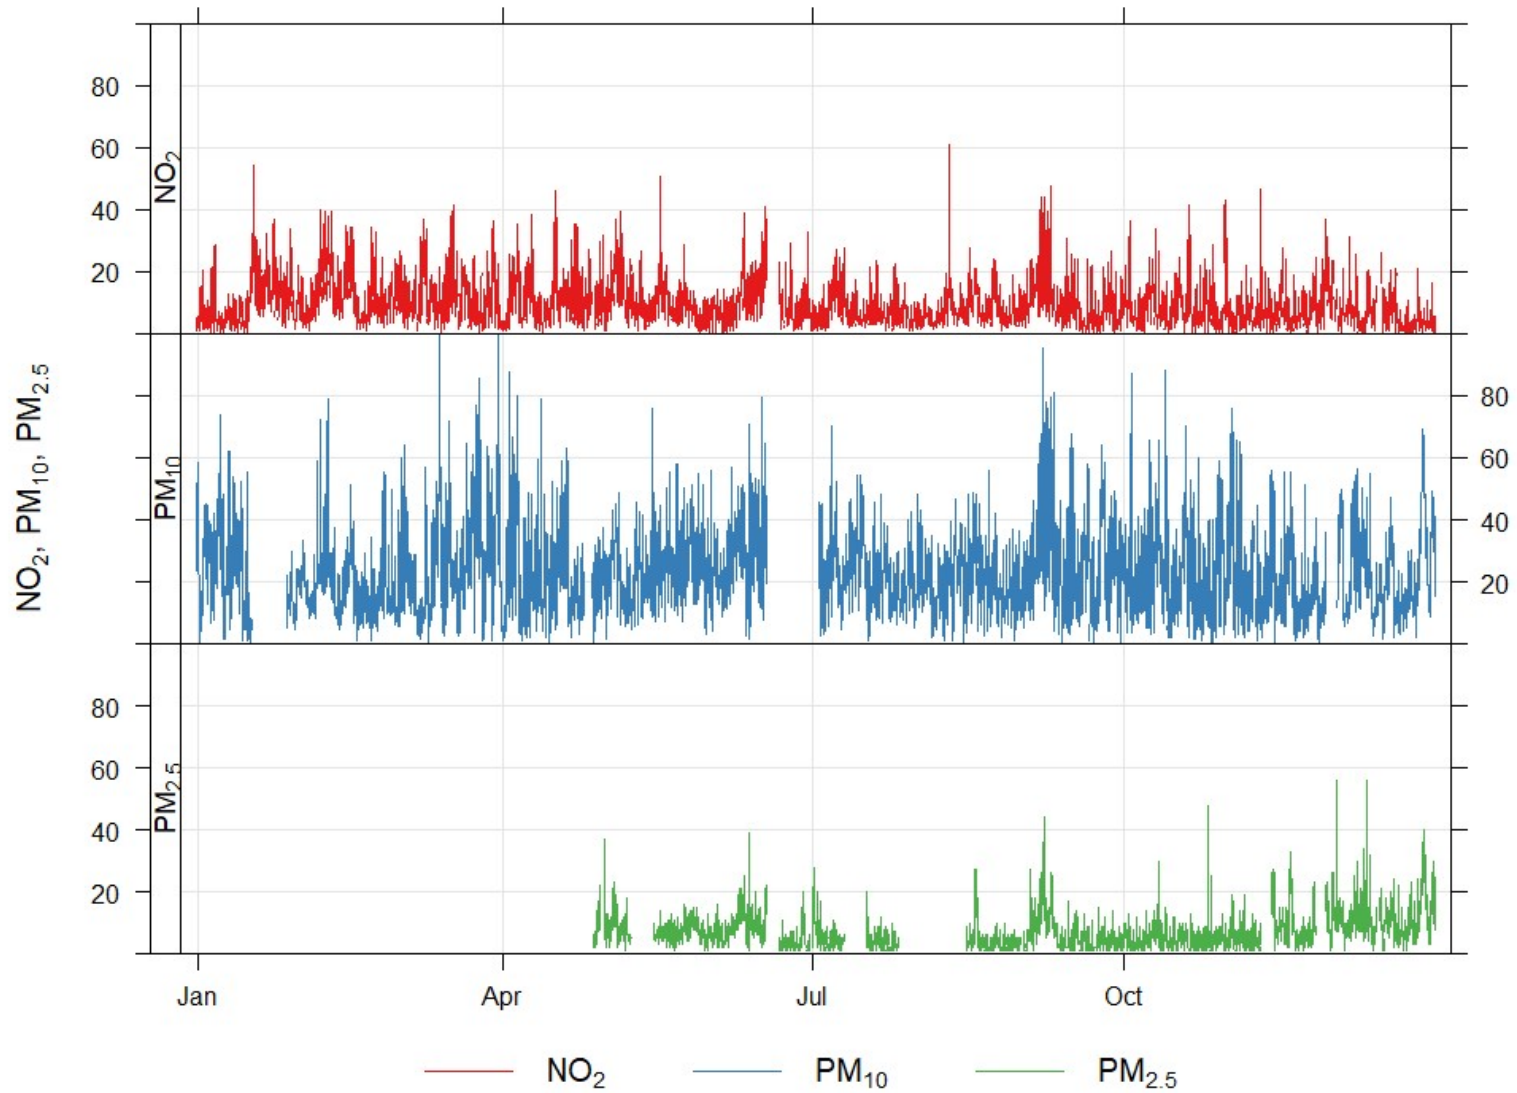 NO₂, PM₁₀, PM₂.₅
80
60
40
20
NO₂
PM₁₀
80
60
40
20
80
60
40
20
PM₂.₅
Jan Apr Jul Oct
NO₂ PM₁₀ PM₂.₅